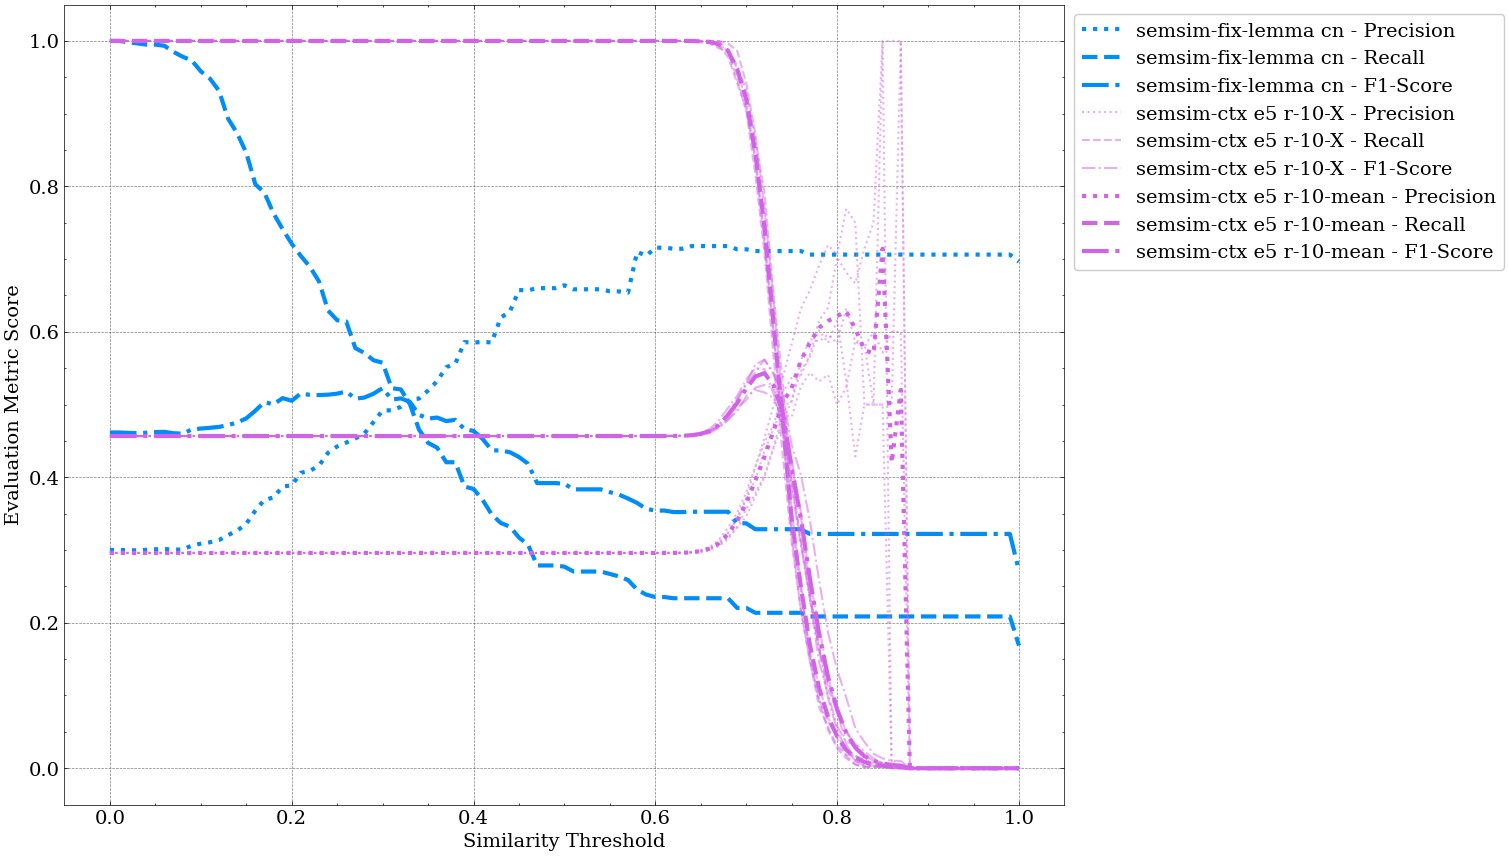 1.0
0.8
0.6
0.4
0.2
0.0
Evaluation Metric Score
0.0
0.2
0.4
0.6
0.8
1.0
Similarity Threshold
semsim-fix-lemma cn - Precision
semsim-fix-lemma cn - Recall
semsim-fix-lemma cn - F1-Score
semsim-ctx e5 r-10-X - Precision
semsim-ctx e5 r-10-X - Recall
semsim-ctx e5 r-10-X - F1-Score
semsim-ctx e5 r-10-mean - Precision
semsim-ctx e5 r-10-mean - Recall
semsim-ctx e5 r-10-mean - F1-Score